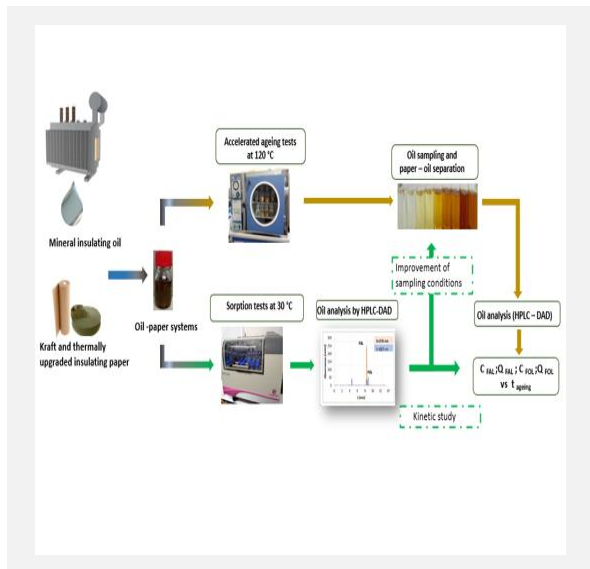 Accelerated ageing tests
at 120 °C
Oil sampling and
paper – oil separation
Mineral insulating oil
Improvement of
sampling conditions
Sorption tests at 30 °C
Oil analysis by HPLC-DAD
Oil -paper systems
Kraft and thermally
upgraded insulating paper
FAL
Oil analysis (HPLC – DAD)
C FAL ;Q FAL ; C FOL ;Q FOL
vs t ageing
Kinetic study